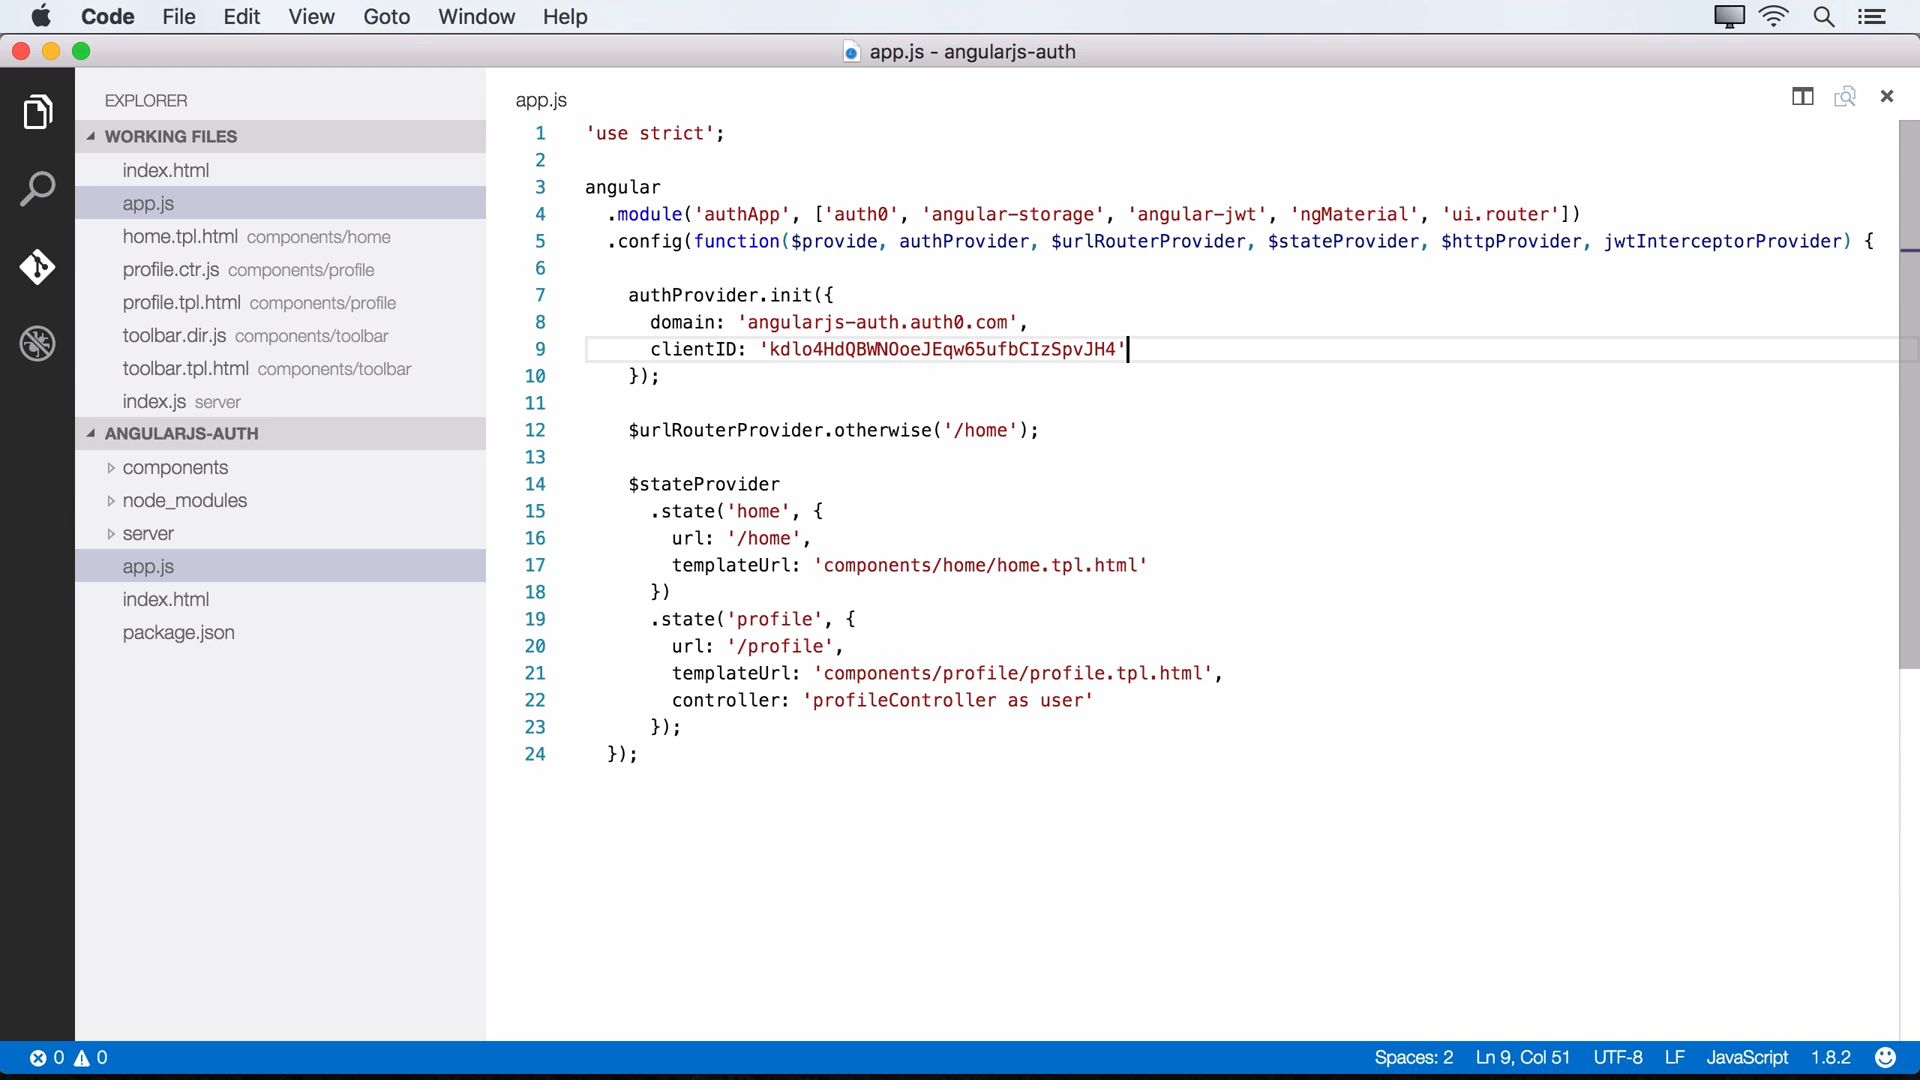 Code File Edit View Goto Window Help
app.js - angularjs-auth
EXPLORER
WORKING FILES
index.html
app.js
home.tpl.html components/home
profile.ctr.js components/profile
profile.tpl.html components/profile
toolbar.dir.js components/toolbar
toolbar.tpl.html components/toolbar
index.js server
ANGULARJS-AUTH
components
node_modules
server
app.js
index.html
package.json
app.js
1 'use strict';
2
3 angular
4 .module('authApp', ['auth0', 'angular-storage', 'angular-jwt', 'ngMaterial', 'ui.router'])
5 .config(function($provide, authProvider, $urlRouterProvider, $stateProvider, $httpProvider, jwtInterceptorProvider) {
6
7 authProvider.init({
8 domain: 'angularjs-auth.auth0.com',
9 clientID: 'kdlo4HdQBWNOoeJEqw65ufbCIzSpvJH4'
10 });
11
12 $urlRouterProvider.otherwise('/home');
13
14 $stateProvider
15 .state('home', {
16 url: '/home',
17 templateUrl: 'components/home/home.tpl.html'
18 })
19 .state('profile', {
20 url: '/profile',
21 templateUrl: 'components/profile/profile.tpl.html',
22 controller: 'profileController as user'
23 });
24 });
0 0 Spaces: 2 Ln 9, Col 51 UTF-8 LF JavaScript 1.8.2